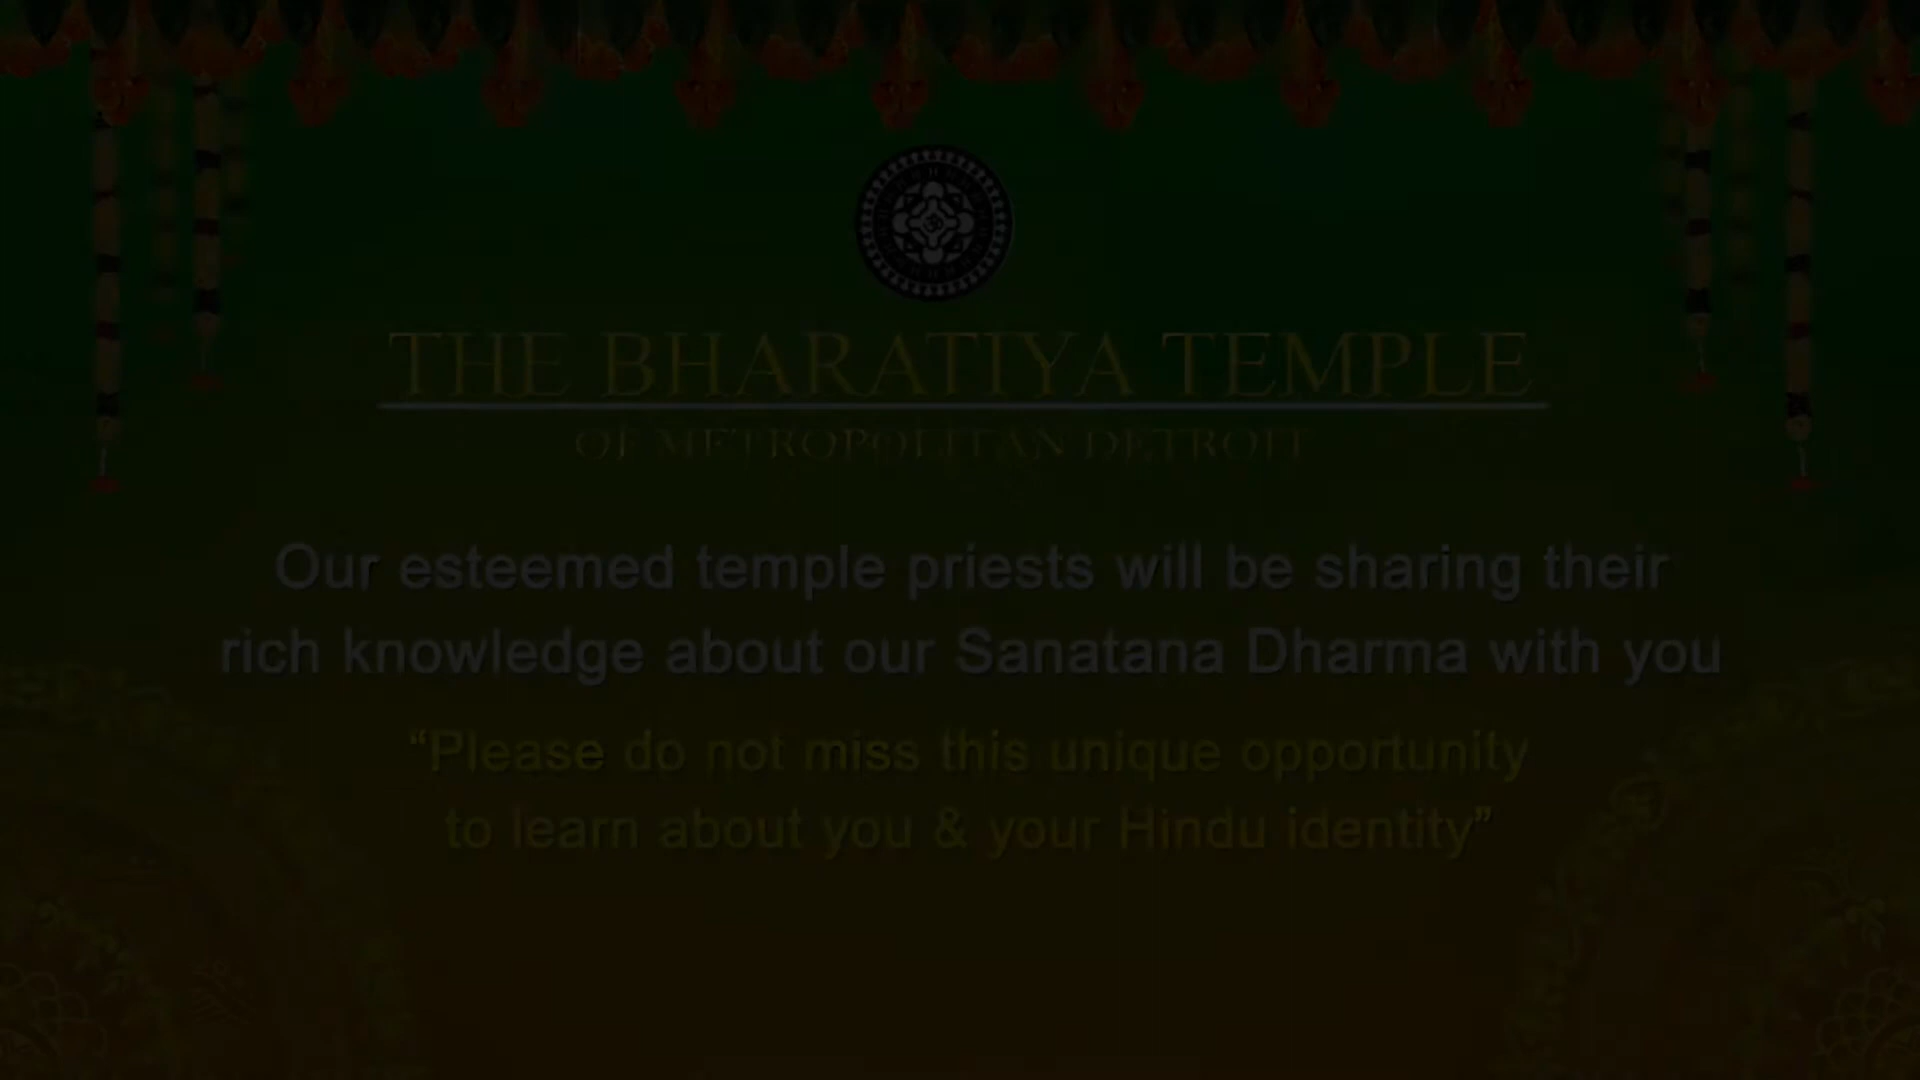 THE BHARATIYA TEMPLE
OF METROPOLITAN DETROIT
Our esteemed temple priests will be sharing their
rich knowledge about our Sanatana Dharma with you
“Please do not miss this unique opportunity
to learn about you & your Hindu identity”